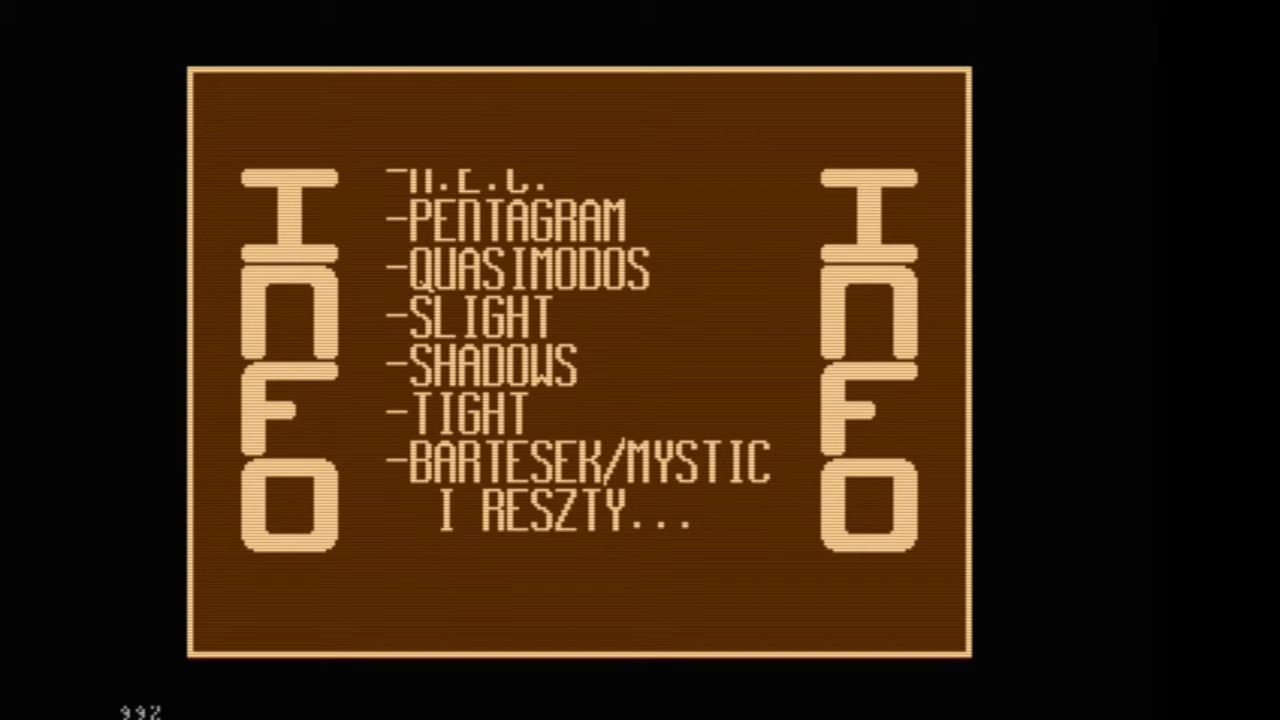 INFO
-PENTAGRAM
-QUASIMODOS
-SLIGHT
-SHADOWS
-TIGHT
-BARTESEK/MYSTIC
I RESZTY...
INFO